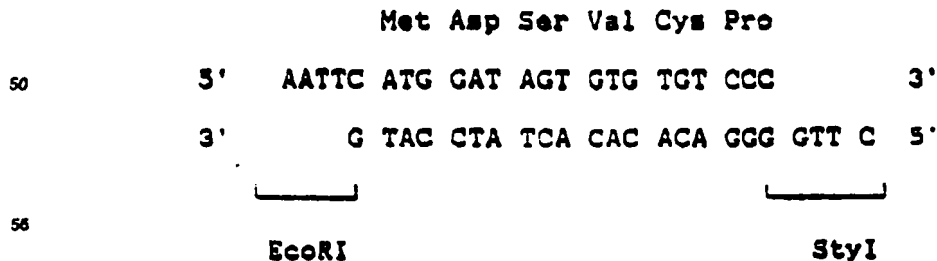 Met Asp Ser Val Cys Pro
50 5' AATTC ATG GAT AGT GTG TGT CCC 3'
3' G TAC CTA TCA CAC ACA GGG GTT C 5'
55
EcoRI StyI